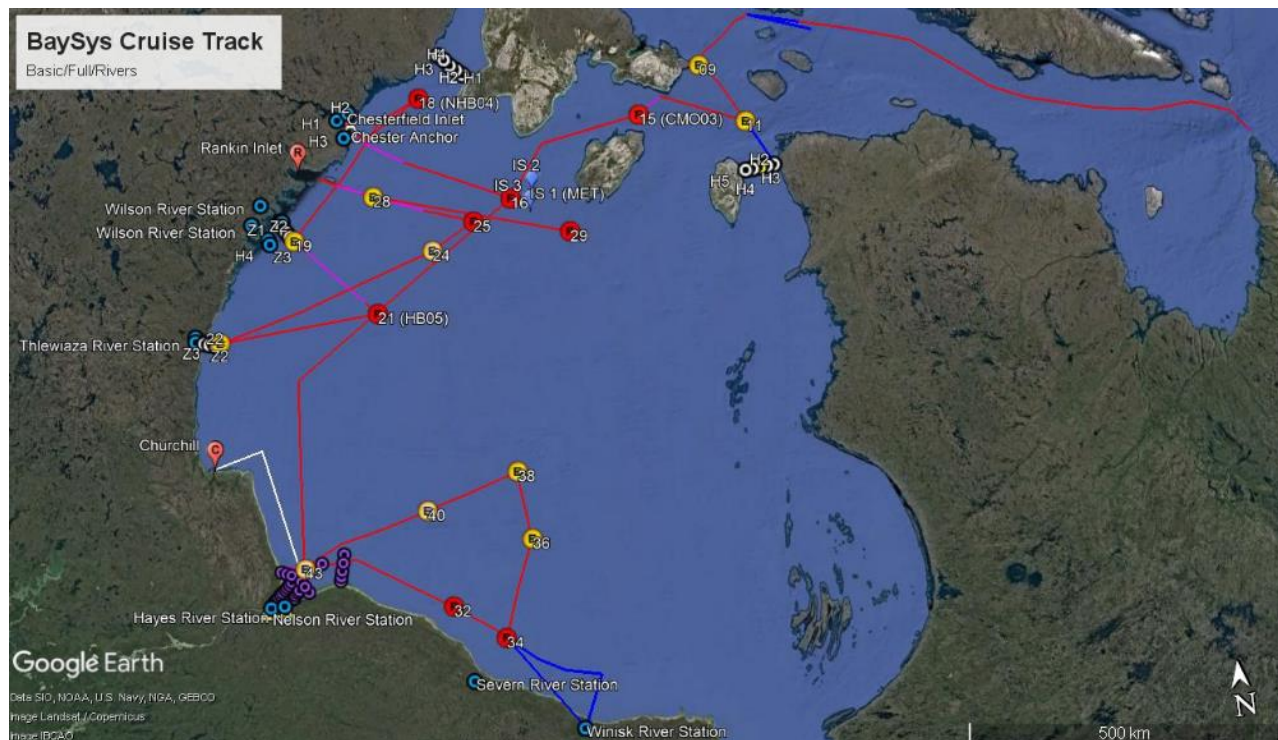 BaySys Cruise Track
Basic/Full/Rivers
H4
H3
H2
H1
09
18 (NHB04)
H2
H1
Chesterfield Inlet
H3
Chester Anchor
15 (CMO03)
11
Rankin Inlet
R
IS 2
H2
H3
H5
H4
IS 3
IS 1 (MET)
16
28
Wilson River Station
25
29
Wilson River Station
Z1
Z2
19
24
H4
Z3
21 (HB05)
Thlewiaza River Station
Z2
Z3
Z2
Churchill
C
38
40
36
43
32
Hayes River Station
Nelson River Station
34
Severn River Station
Winisk River Station
Google Earth
Data SIO, NOAA, U.S. Navy, NGA, GEBCO
Image Landsat / Copernicus
Image IBCAO
N
500 km